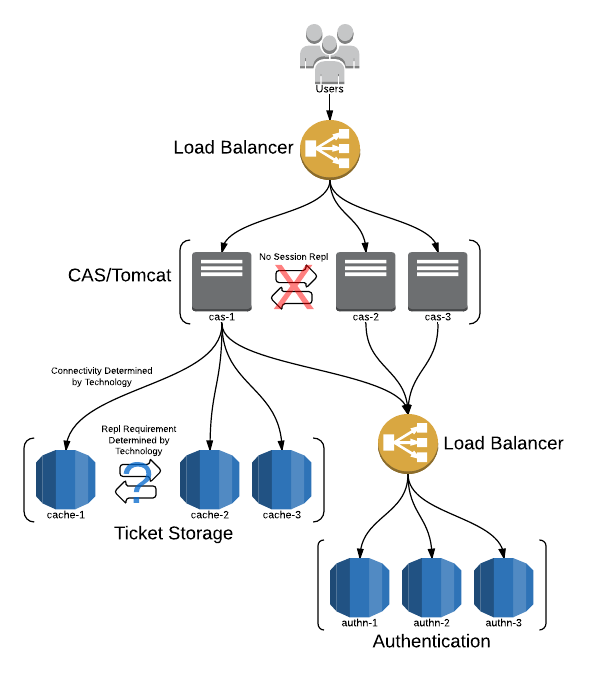 Users
Load Balancer
No Session Repl
CAS/Tomcat
cas-1
cas-2
cas-3
Connectivity Determined
by Technology
Repl Requirement
Determined by
Technology
?
Load Balancer
cache-1
cache-2
cache-3
Ticket Storage
authn-1
authn-2
authn-3
Authentication